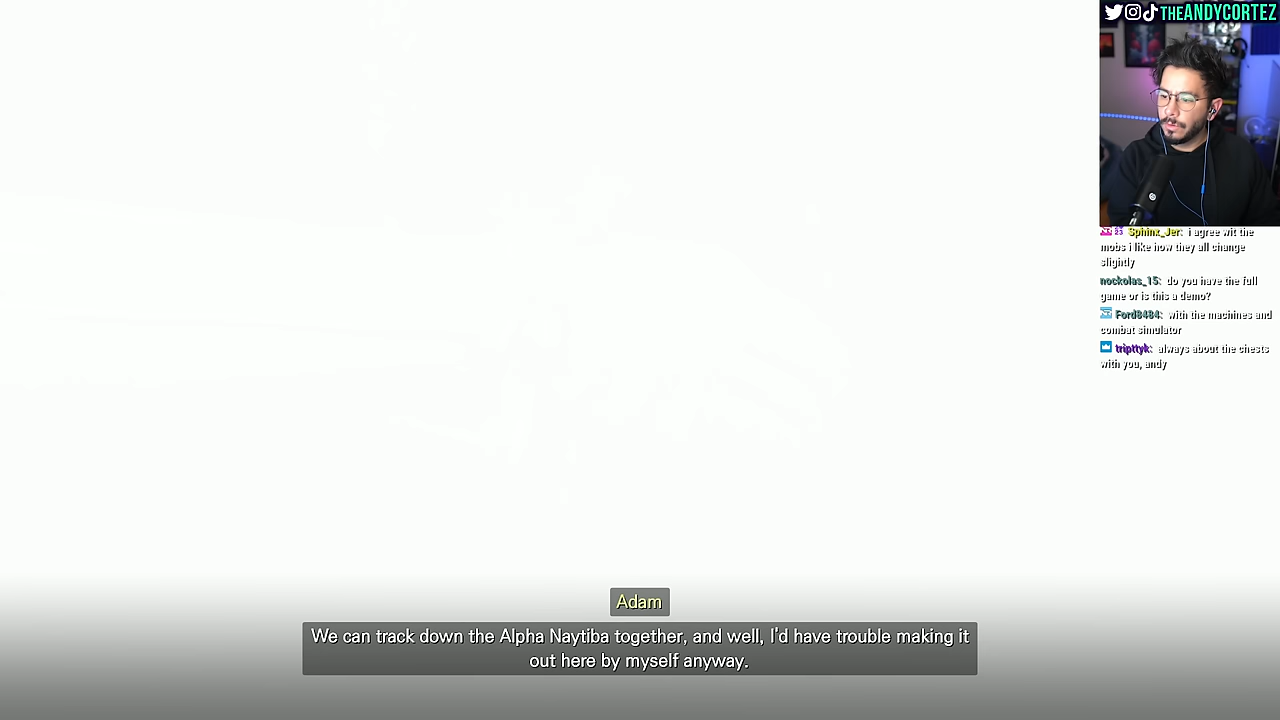 THEANDYCORTEZ
23 Sphinx_Jer: i agree wit the
mobs i like how they all change
slightly
nockolas_15: do you have the full
game or is this a demo?
Ford8484: with the machines and
combat simulator
tripttyk: always about the chests
with you, andy
Adam
We can track down the Alpha Naytiba together, and well, I'd have trouble making it
out here by myself anyway.